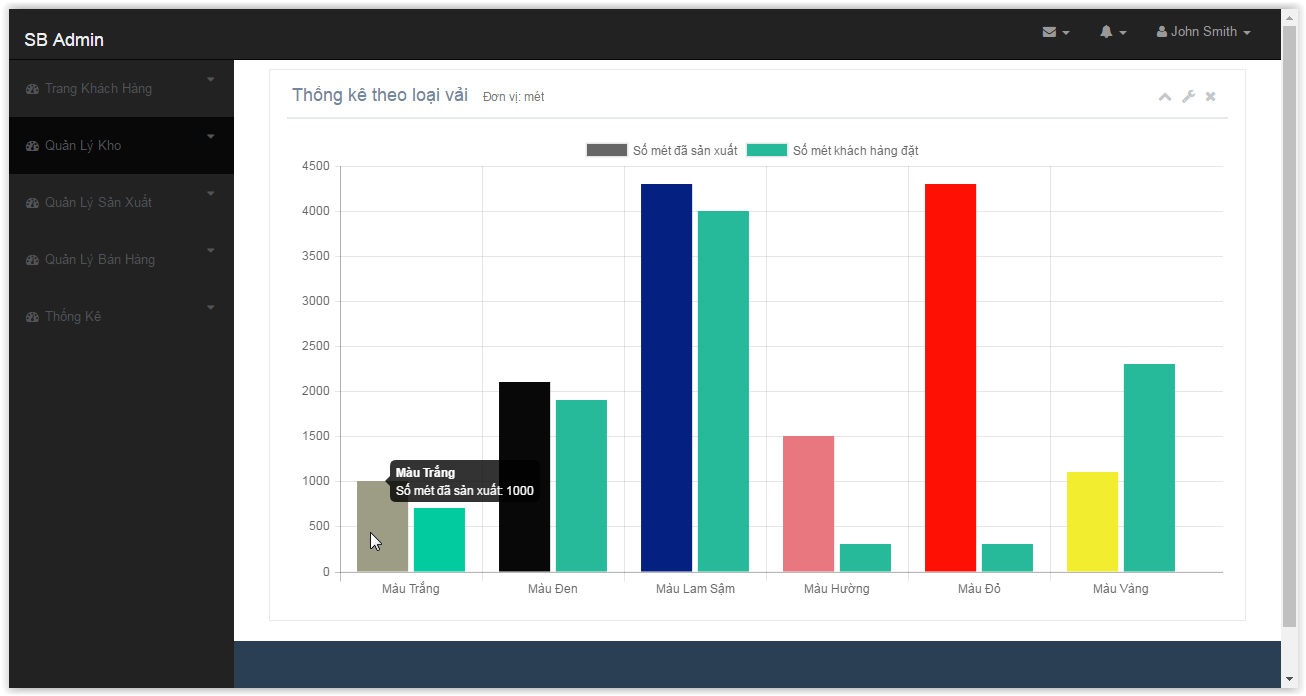 SB Admin
John Smith
Trang Khách Hàng
Quản Lý Kho
Quản Lý Sản Xuất
Quản Lý Bán Hàng
Thống Kê
Thống kê theo loại vải Đơn vị: mét
Số mét đã sản xuất Số mét khách hàng đặt
4500
4000
3500
3000
2500
2000
1500
1000
500
0
Màu Trắng
Số mét đã sản xuất: 1000
Màu Trắng Màu Đen Màu Lam Sậm Màu Hường Màu Đỏ Màu Vàng